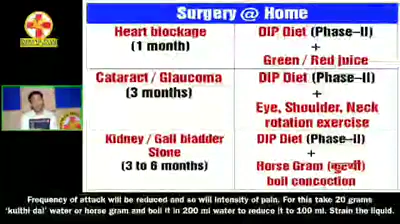 Surgery @ Home
Heart blockage
(1 month)
DIP Diet (Phase-II)
+
Green / Red juice
Cataract / Glaucoma
(3 months)
DIP Diet (Phase-II)
+
Eye, Shoulder, Neck
rotation exercise
Kidney / Gall bladder
Stone
(3 to 6 months)
DIP Diet (Phase-II)
+
Horse Gram (कुल्थी)
boil concoction
Frequency of attack will be reduced and so will intensity of pain. For this take 20 grams
'kulthi dal' water or horse gram and boil it in 200 ml water to reduce it to 100 ml. Strain the liquid.